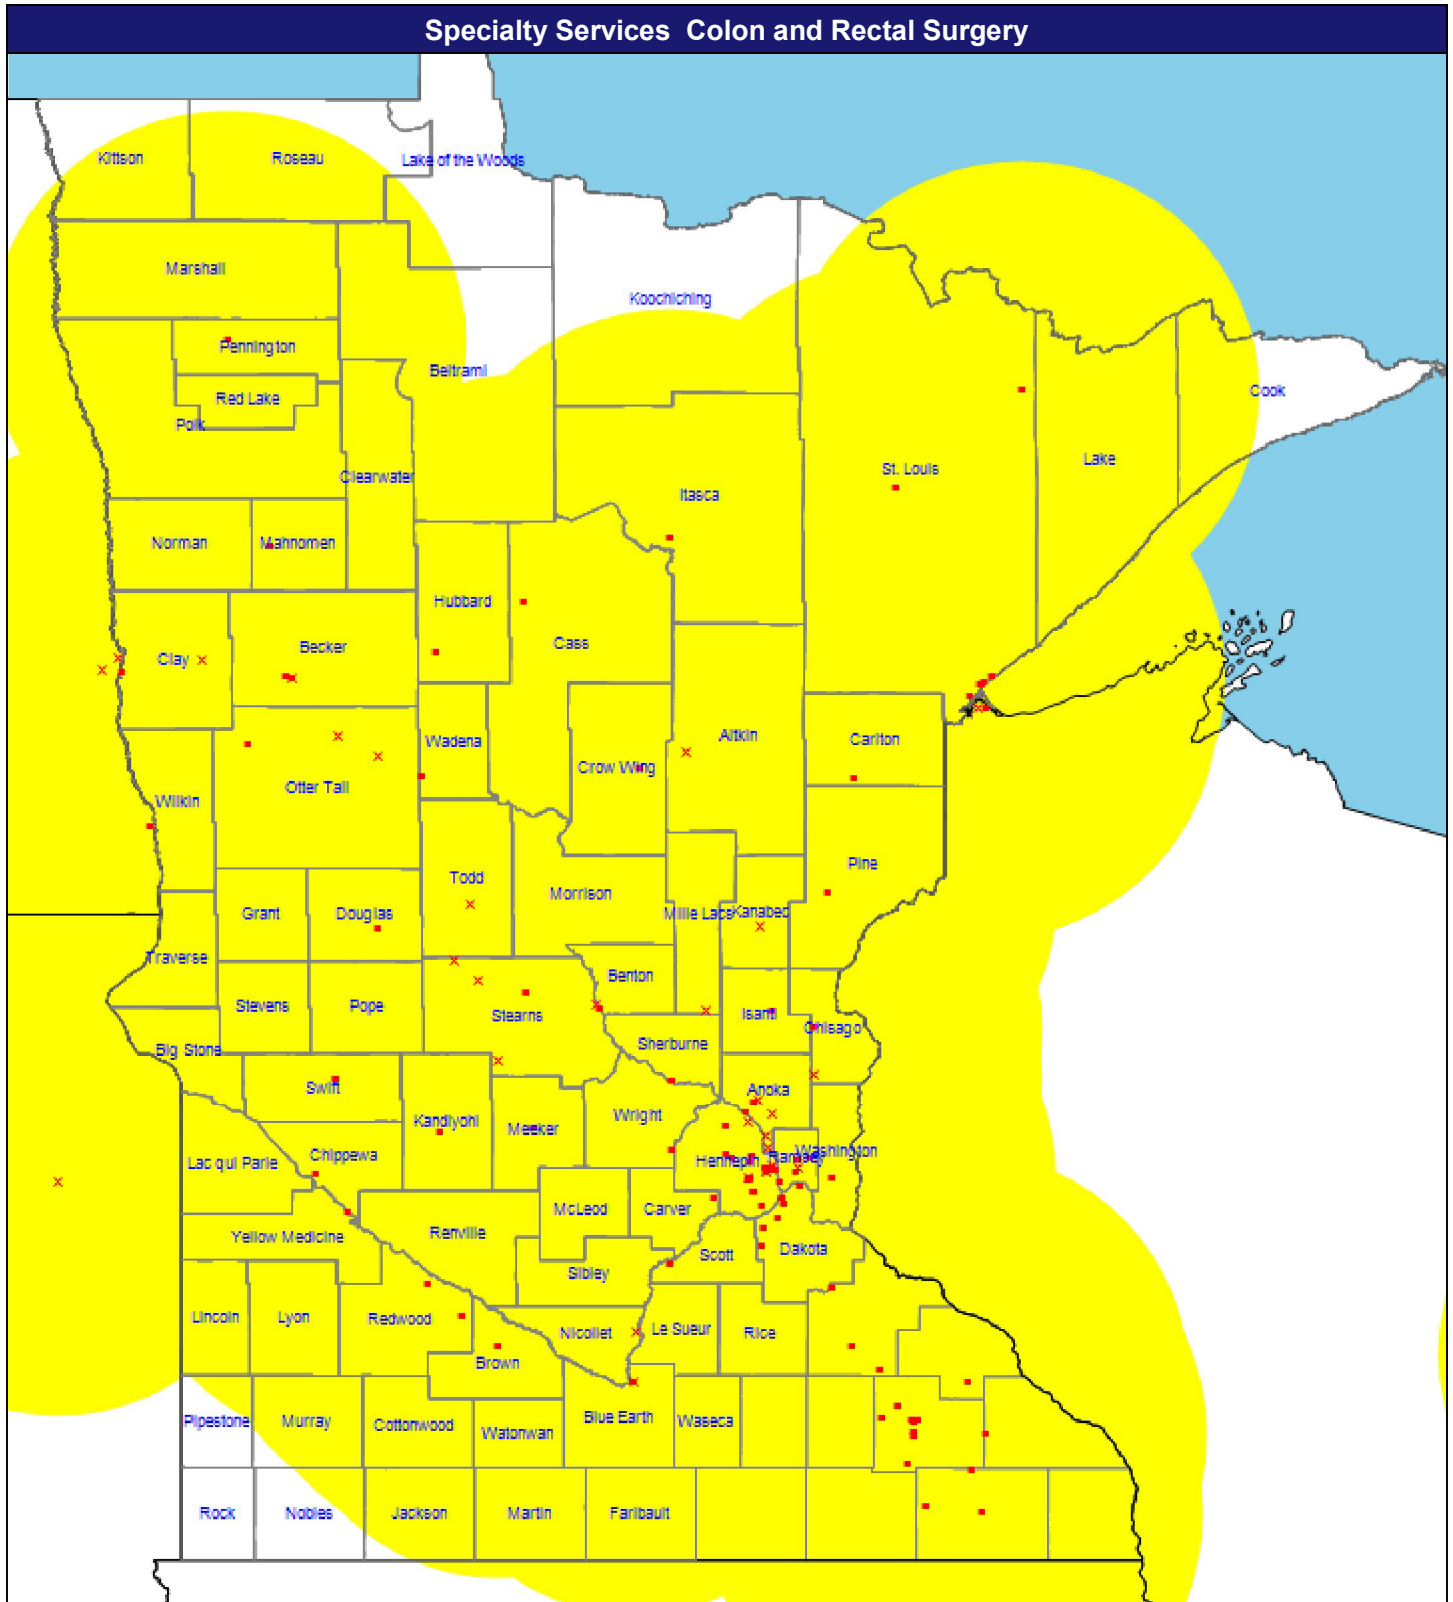 Specialty Services  Colon and Rectal Surgery
Kittson
Roseau
Lake of the Woods
Marshall
Koochiching
Pennington
Beltrami
Red Lake
Cook
Polk
Clearwater
St. Louis
Lake
Itasca
Norman
Mahnomen
Hubbard
Cass
Becker
Clay
Wadena
Aitkin
Carlton
Crow Wing
Otter Tail
Wilkin
Pine
Todd
Morrison
Grant
Douglas
Mille Lacs
Kanabec
Traverse
Benton
Stevens
Pope
Stearns
Isanti
Chisago
Sherburne
Big Stone
Swift
Anoka
Wright
Kandiyohi
Meeker
Lac qui Parle
Chippewa
Hennepin
Ramsey
Washington
McLeod
Carver
Yellow Medicine
Renville
Scott
Dakota
Sibley
Lincoln
Lyon
Redwood
Nicollet
Le Sueur
Rice
Brown
Pipestone
Murray
Cottonwood
Watonwan
Blue Earth
Waseca
Rock
Nobles
Jackson
Martin
Faribault